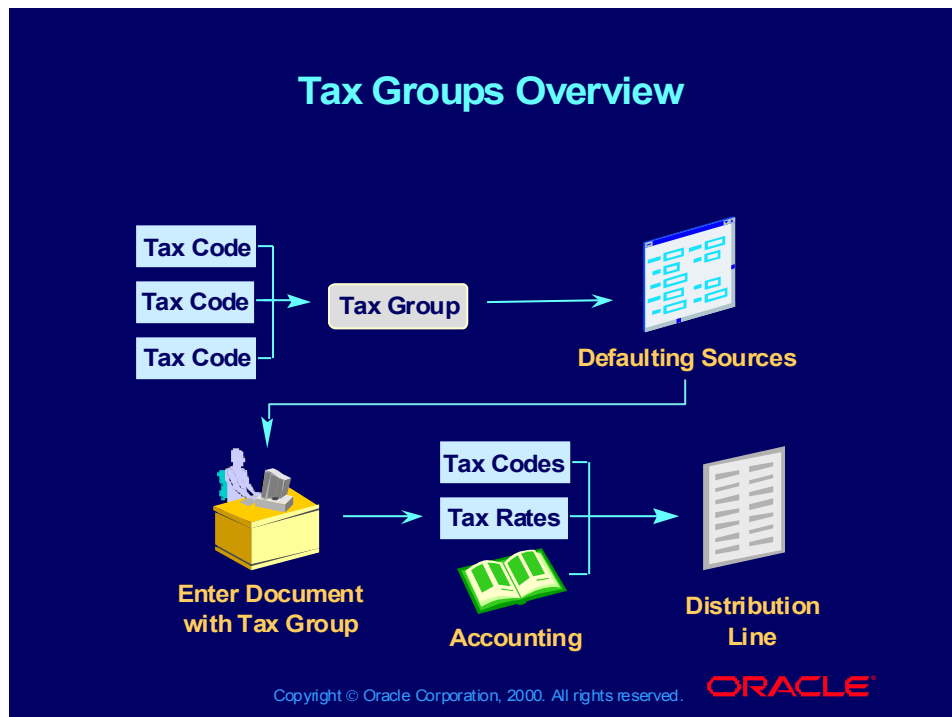 Tax Groups Overview
Tax Code
Tax Code
Tax Code
Tax Group
Defaulting Sources
Enter Document
with Tax Group
Tax Codes
Tax Rates
Accounting
Distribution
Line
Copyright © Oracle Corporation, 2000. All rights reserved.
ORACLE®